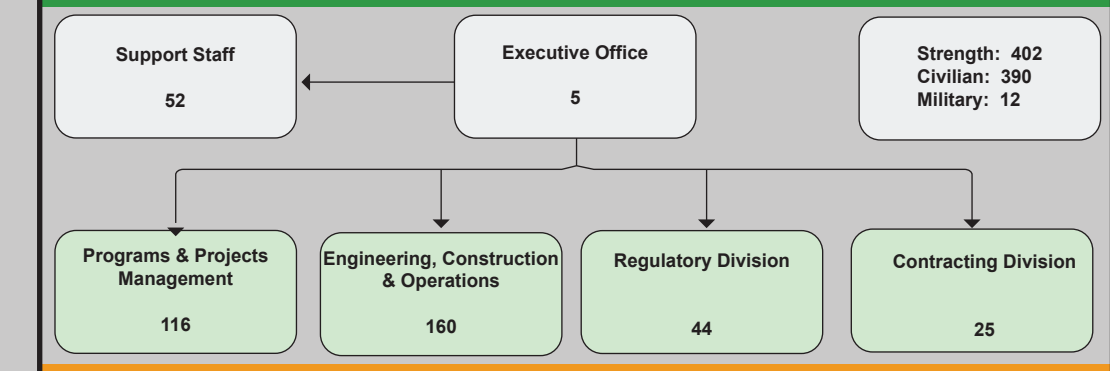 Support Staff
52
Executive Office
5
Strength: 402
Civilian: 390
Military: 12
Programs & Projects
Management
116
Engineering, Construction
& Operations
160
Regulatory Division
44
Contracting Division
25